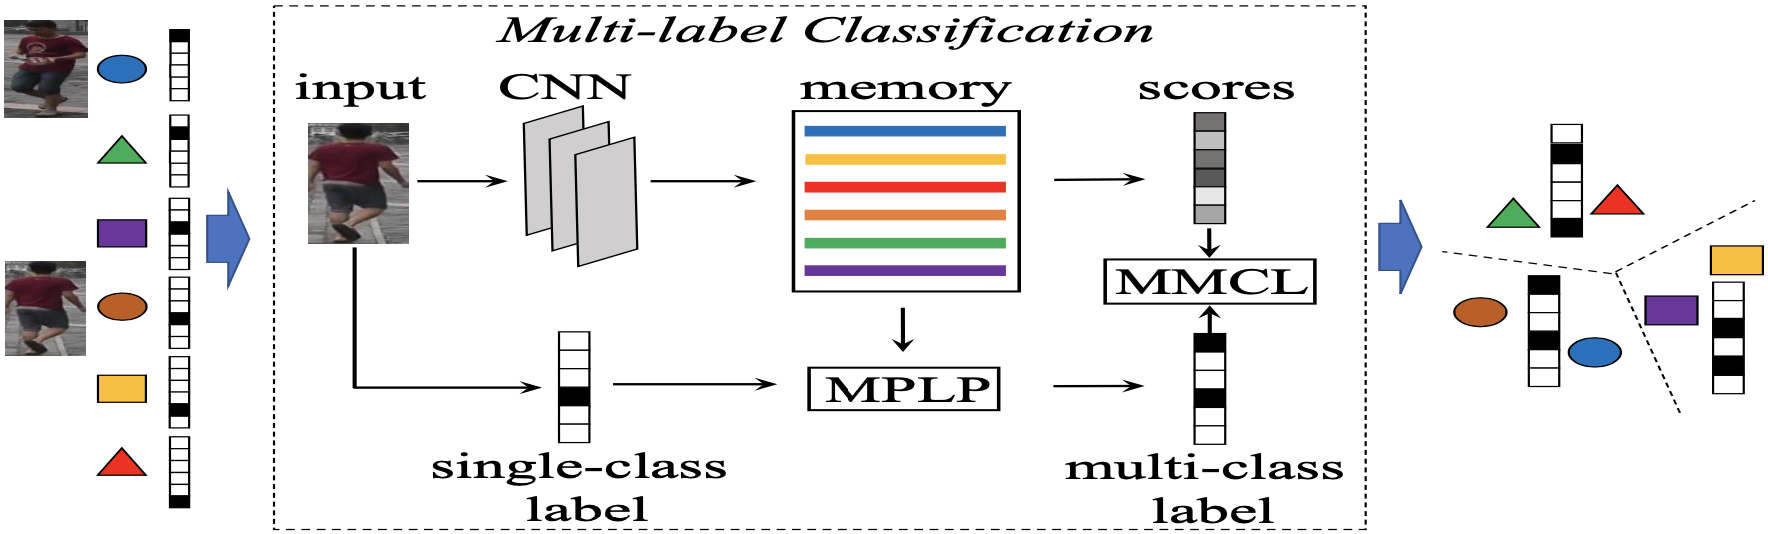 Multi-label Classification
input
CNN
memory
scores
MMCL
MPLP
single-class
label
multi-class
label